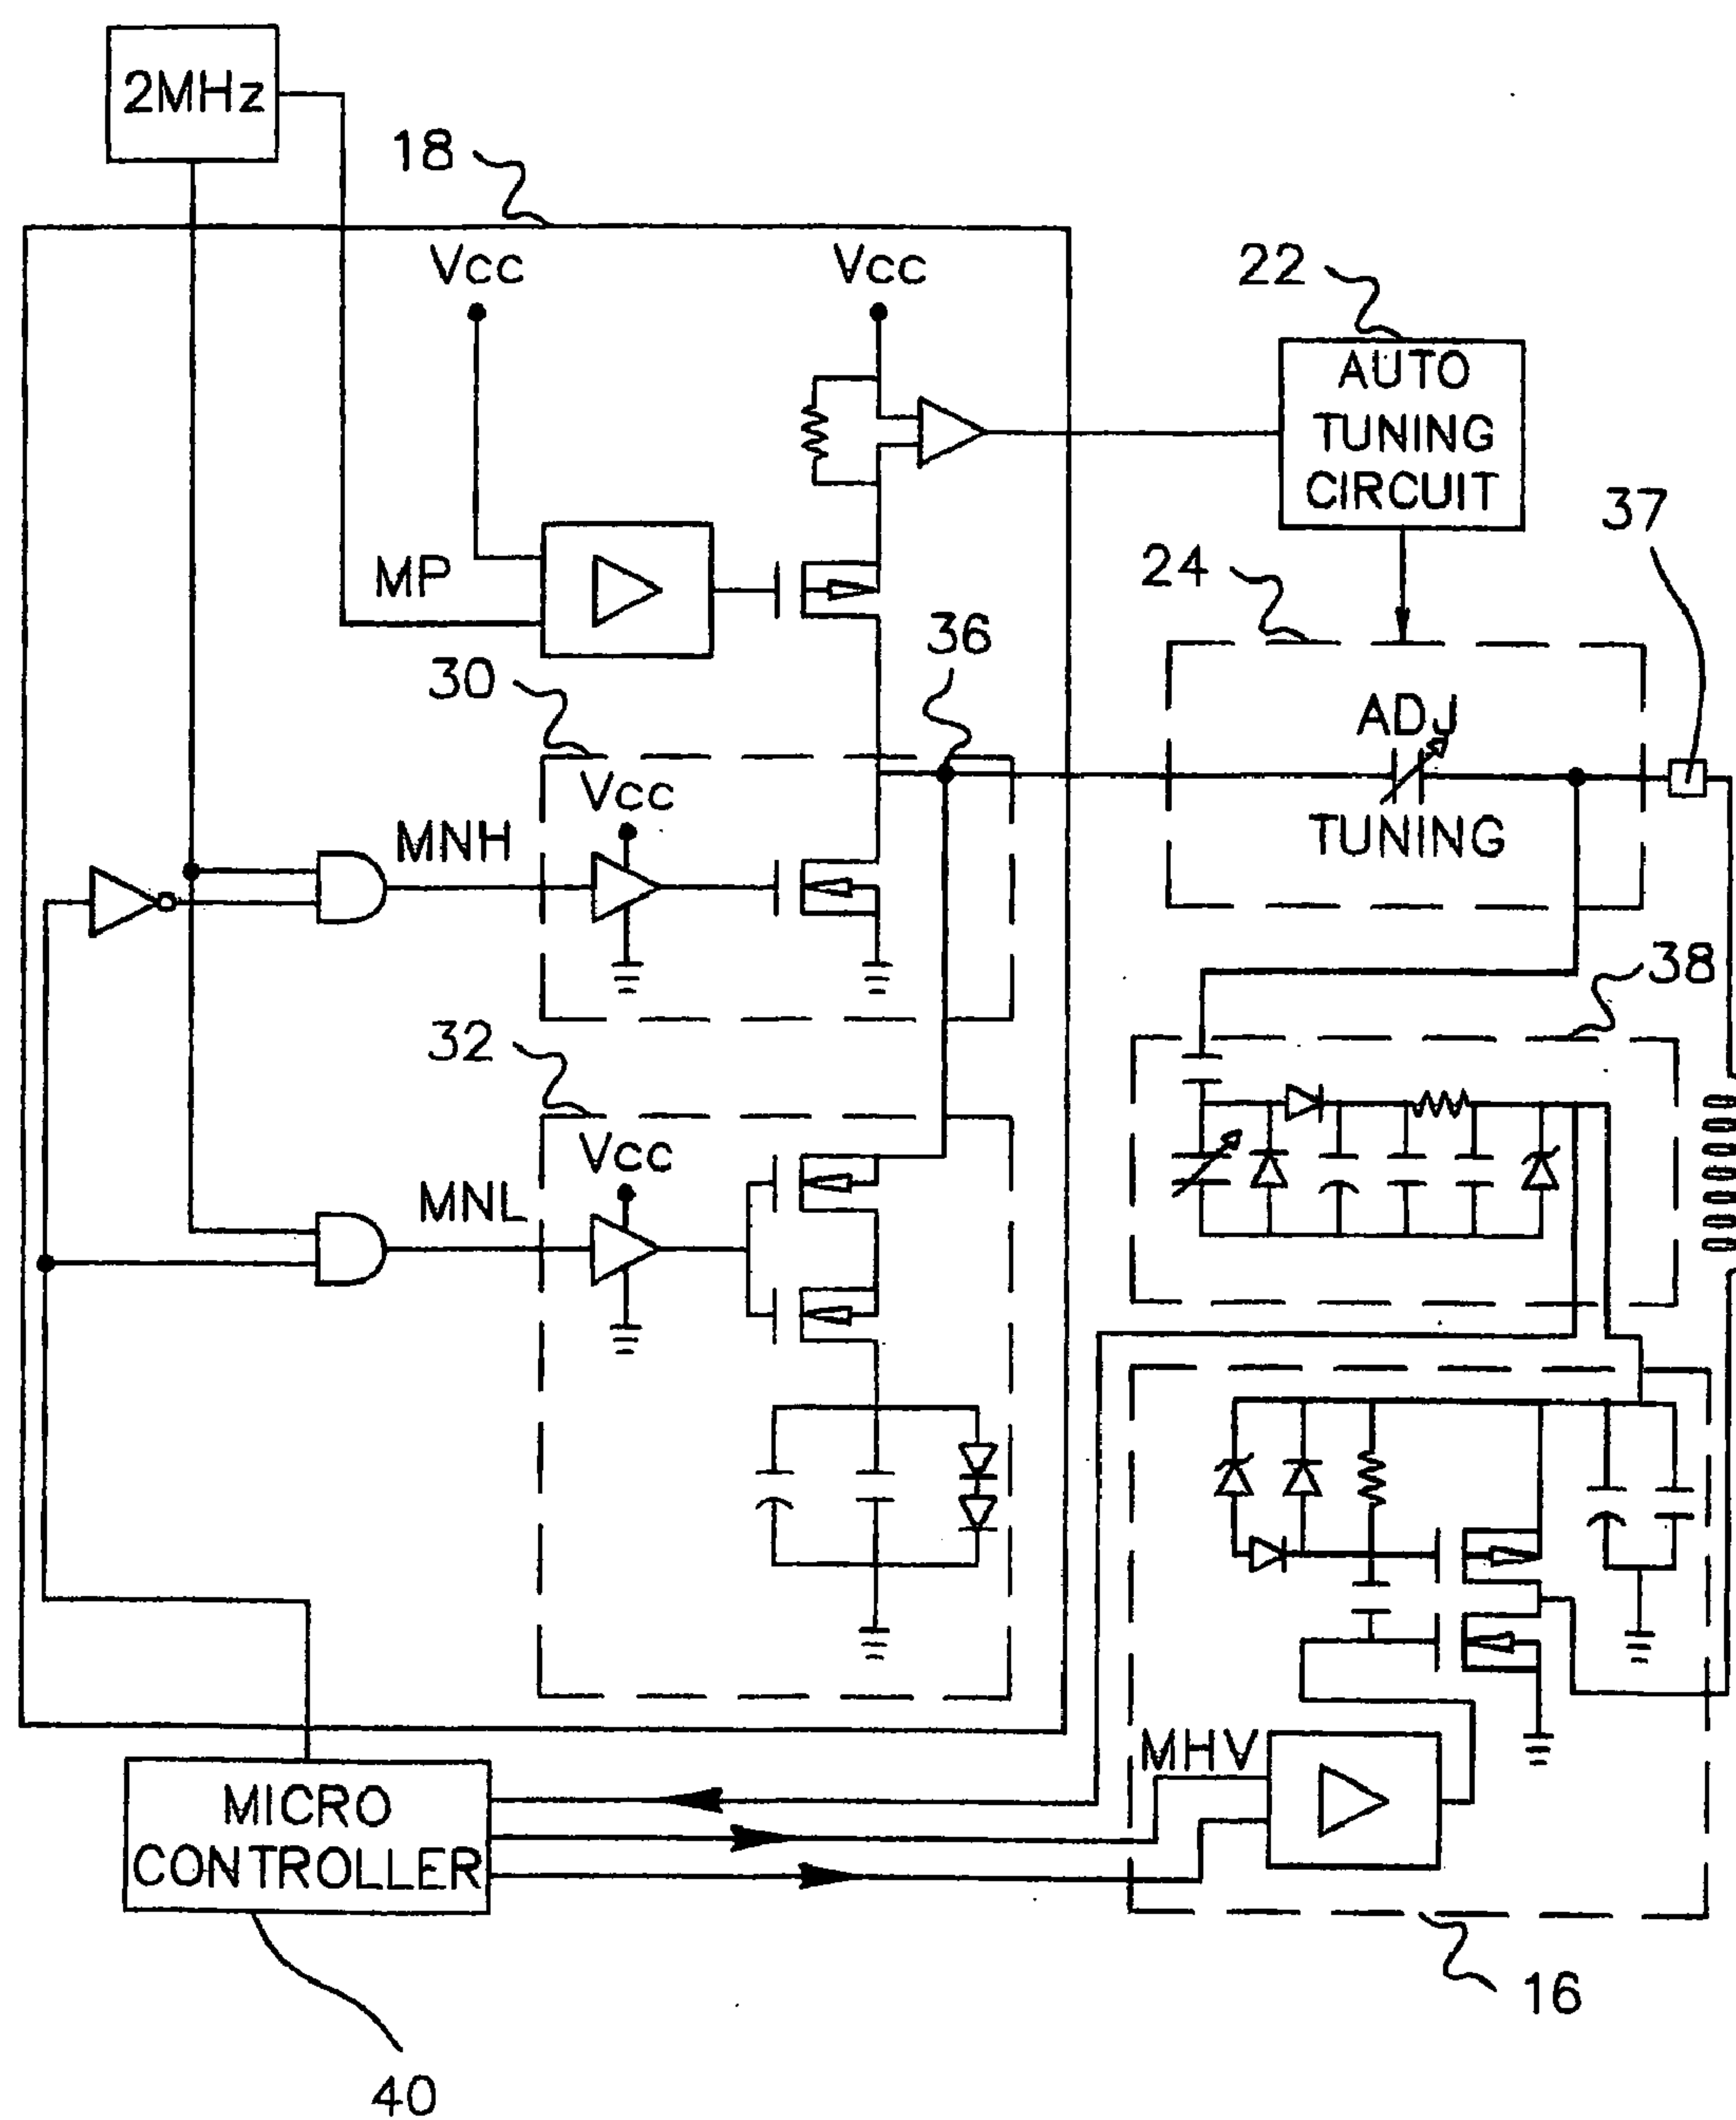 2MHz
18
Vcc
Vcc
22
AUTO
TUNING
CIRCUIT
37
MP
24
36
30
ADJ
Vcc
TUNING
MNH
38
32
Vcc
MNL
MHV
MICRO
CONTROLLER
16
40